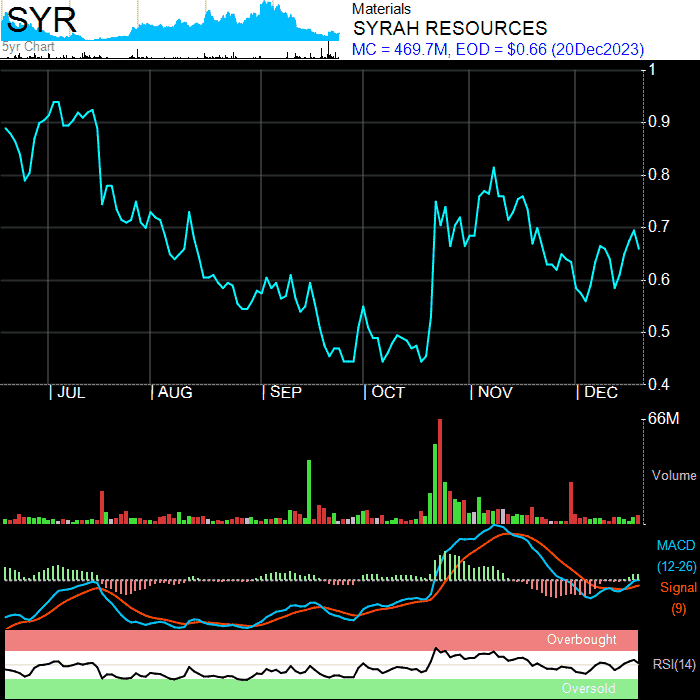 SYR
5yr Chart
Materials
SYRAH RESOURCES
MC = 469.7M, EOD = $0.66 (20Dec2023)
1
0.9
0.8
0.7
0.6
0.5
0.4
| JUL | AUG | SEP | OCT | NOV | DEC
66M
Volume
MACD
(12-26)
Signal
(9)
Overbought
RSI(14)
Oversold